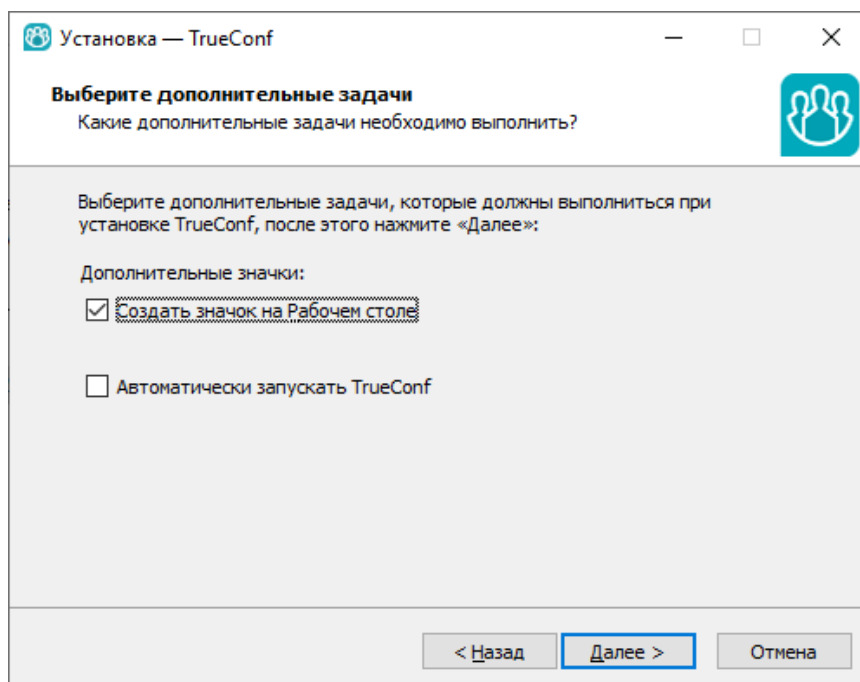 Установка — TrueConf
Выберите дополнительные задачи
Какие дополнительные задачи необходимо выполнить?
Выберите дополнительные задачи, которые должны выполниться при
установке TrueConf, после этого нажмите «Далее»:
Дополнительные значки:
Создать значок на Рабочем столе
Автоматически запускать TrueConf
< Назад Далее > Отмена